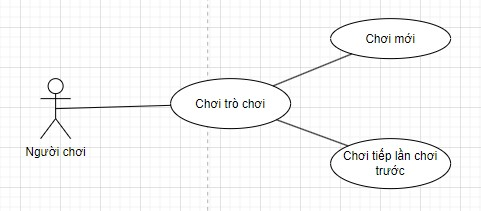 Chơi mới
Chơi trò chơi
Người chơi
Chơi tiếp lần chơi
trước